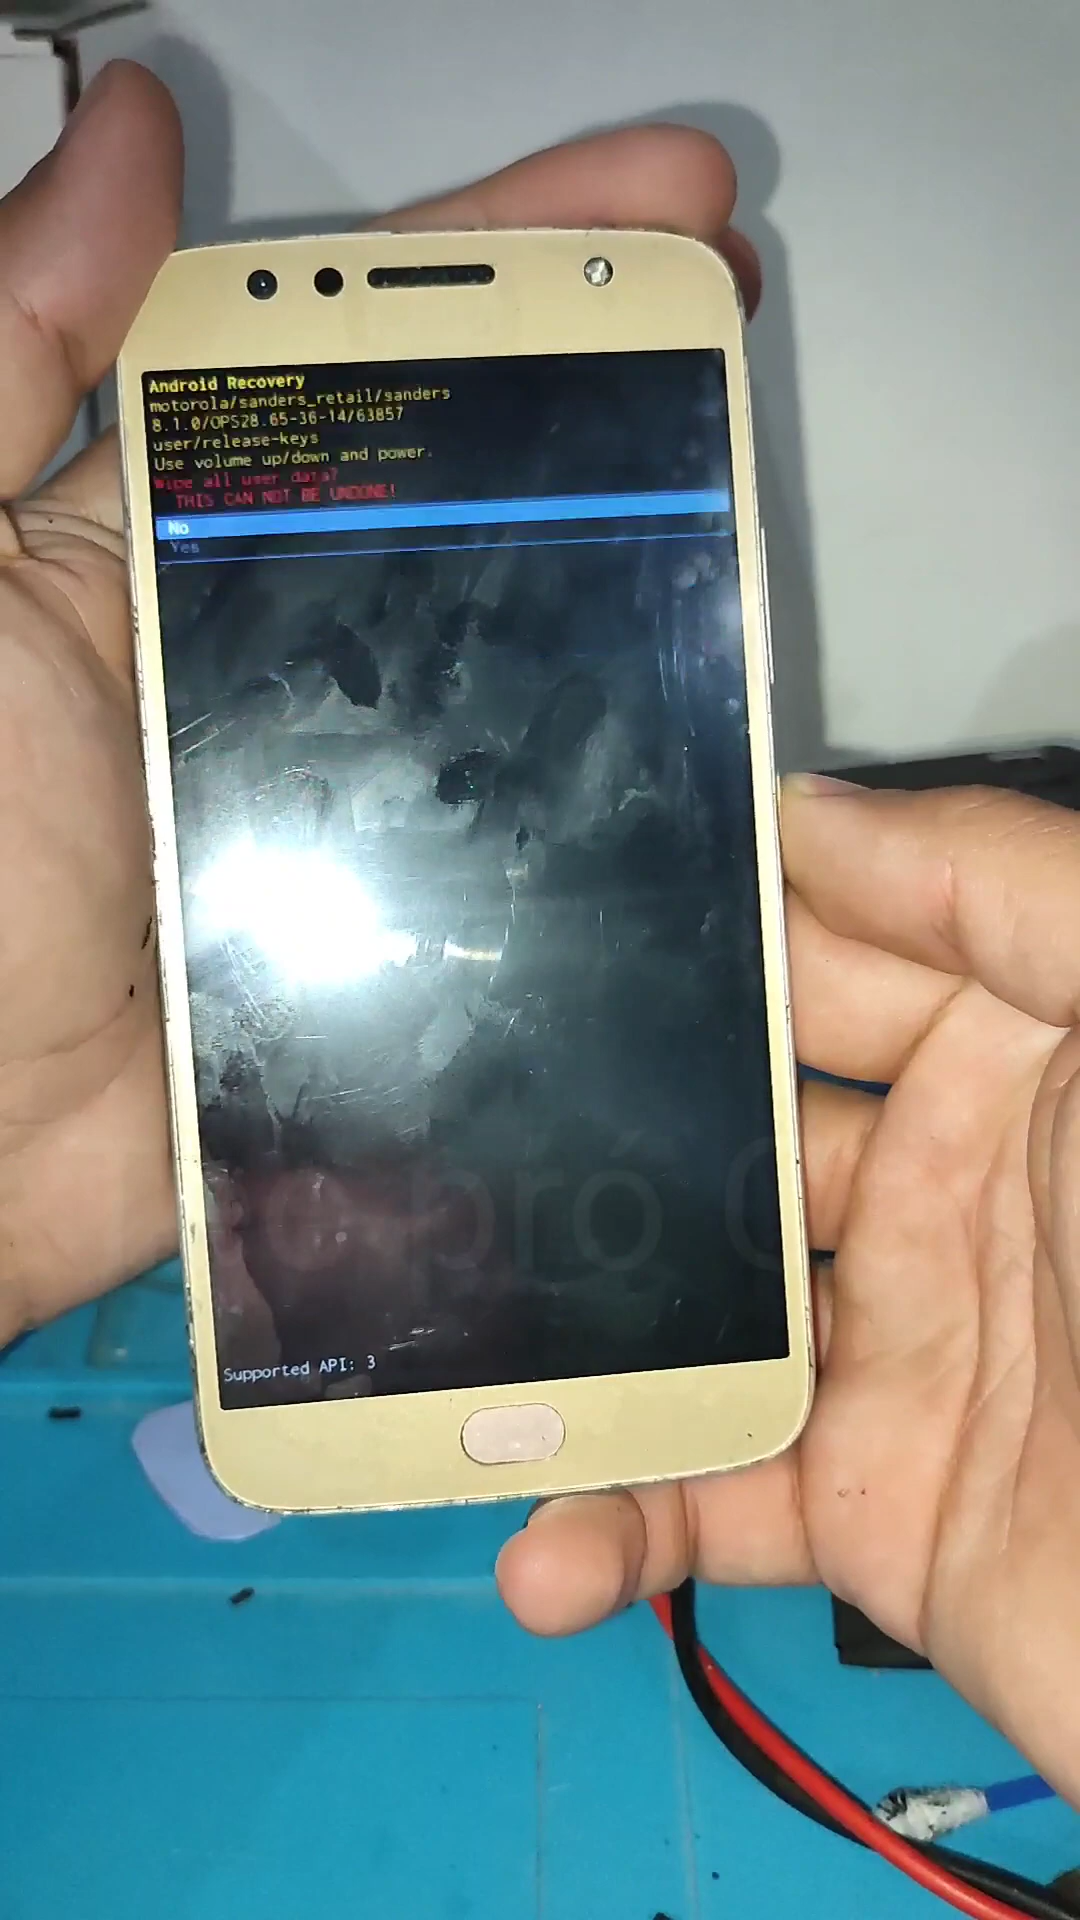 Android Recovery
motorola/sanders_retail/sanders
8.1.0/OPS28.65-36-14/63857
user/release-keys
Use volume up/down and power.
Wipe all user data?
THIS CAN NOT BE UNDONE!
No
Yes
pró
Supported API: 3